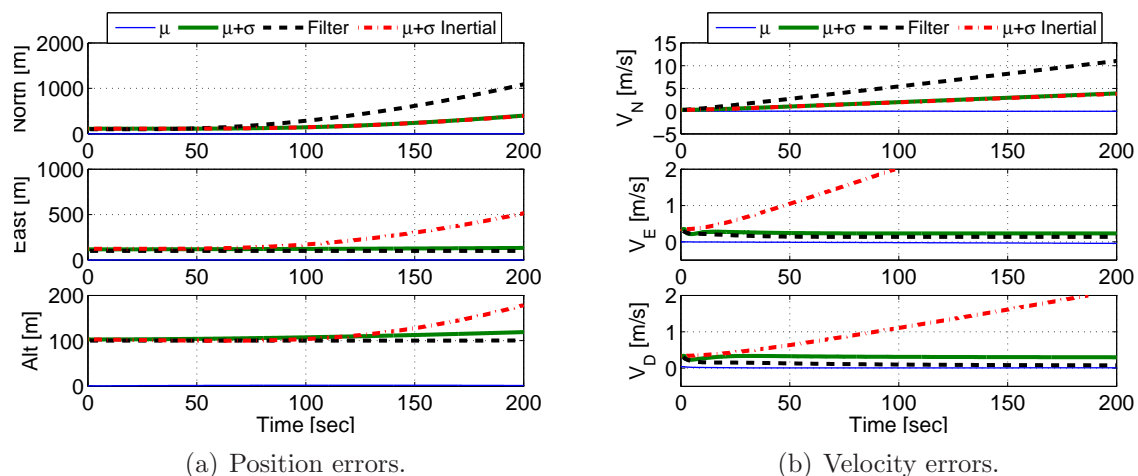 μ μ+σ Filter μ+σ Inertial
North [m]
2000
1000
0
0 50 100 150 200
East [m]
1000
500
0
0 50 100 150 200
Alt [m]
200
100
0
0 50 100 150 200
Time [sec]
(a) Position errors.
μ μ+σ Filter μ+σ Inertial
V_N [m/s]
15
10
5
0
−5
0 50 100 150 200
V_E [m/s]
2
1
0
0 50 100 150 200
V_D [m/s]
2
1
0
0 50 100 150 200
Time [sec]
(b) Velocity errors.